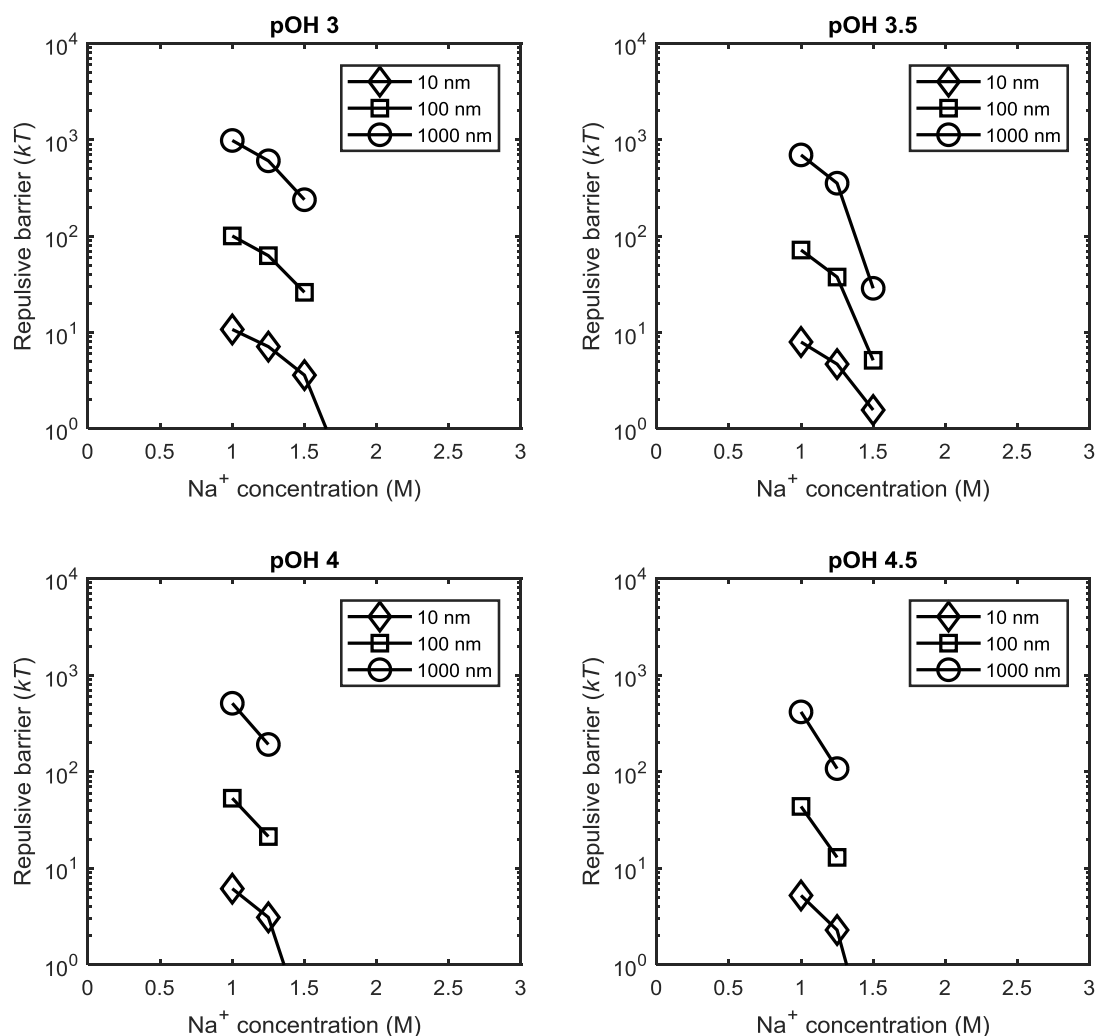 pOH 3
10^4
10^3
10^2
10^1
10^0
Repulsive barrier (kT)
10 nm
100 nm
1000 nm
0 0.5 1 1.5 2 2.5 3
Na^+ concentration (M)
pOH 3.5
10^4
10^3
10^2
10^1
10^0
Repulsive barrier (kT)
10 nm
100 nm
1000 nm
0 0.5 1 1.5 2 2.5 3
Na^+ concentration (M)
pOH 4
10^4
10^3
10^2
10^1
10^0
Repulsive barrier (kT)
10 nm
100 nm
1000 nm
0 0.5 1 1.5 2 2.5 3
Na^+ concentration (M)
pOH 4.5
10^4
10^3
10^2
10^1
10^0
Repulsive barrier (kT)
10 nm
100 nm
1000 nm
0 0.5 1 1.5 2 2.5 3
Na^+ concentration (M)